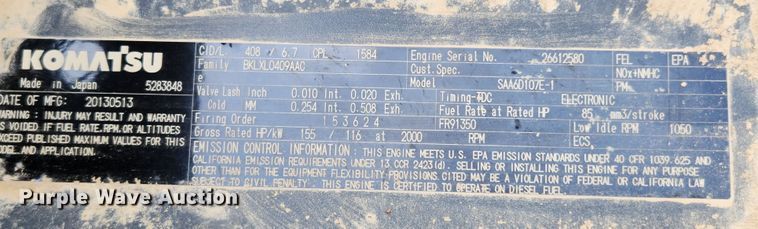 KOMATSU
Made in Japan 5283848
DATE OF MFG: 20130513
WARNING : INJURY MAY RESULT AND WARRANTY
IS VOIDED IF FUEL RATE.RPM.OR ALTITUDES
EXCEED PUBLISHED MAXIMUM VALUES FOR THIS
MODEL AND APPLICATION.
CID/L 408 / 6.7 CPL 1584 Engine Serial No. 26612580 FEL EPA
Family Cust.Spec. NOx+NMHC
e Model SAA6D107E-1 PM
Valve Lash Inch 0.010 Int. 0.020 Exh. Timing-TDC ELECTRONIC
Cold MM 0.254 Int. 0.508 Exh. Fuel Rate at Rated HP 85 mm3/stroke
Firing Order 1 5 3 6 2 4 FR91350 Low Idle RPM 1050
Gross Rated HP/kW 155 / 116 at 2000 RPM ECS
EMISSION CONTROL INFORMATION : THIS ENGINE MEETS U.S. EPA EMISSION STANDARDS UNDER 40 CFR 1039.625 AND
CALIFORNIA EMISSION REQUIREMENTS UNDER 13 CCR 2423(d). SELLING OR INSTALLING THIS ENGINE FOR ANY PURPOSE
OTHER THAN FOR THE EQUIPMENT FLEXIBILITY PROVISIONS CITED MAY BE A VIOLATION OF FEDERAL OR CALIFORNIA LAW
SUBJECT TO CIVIL PENALTY. THIS ENGINE IS CERTIFIED TO OPERATE ON DIESEL FUEL.
Purple Wave Auction